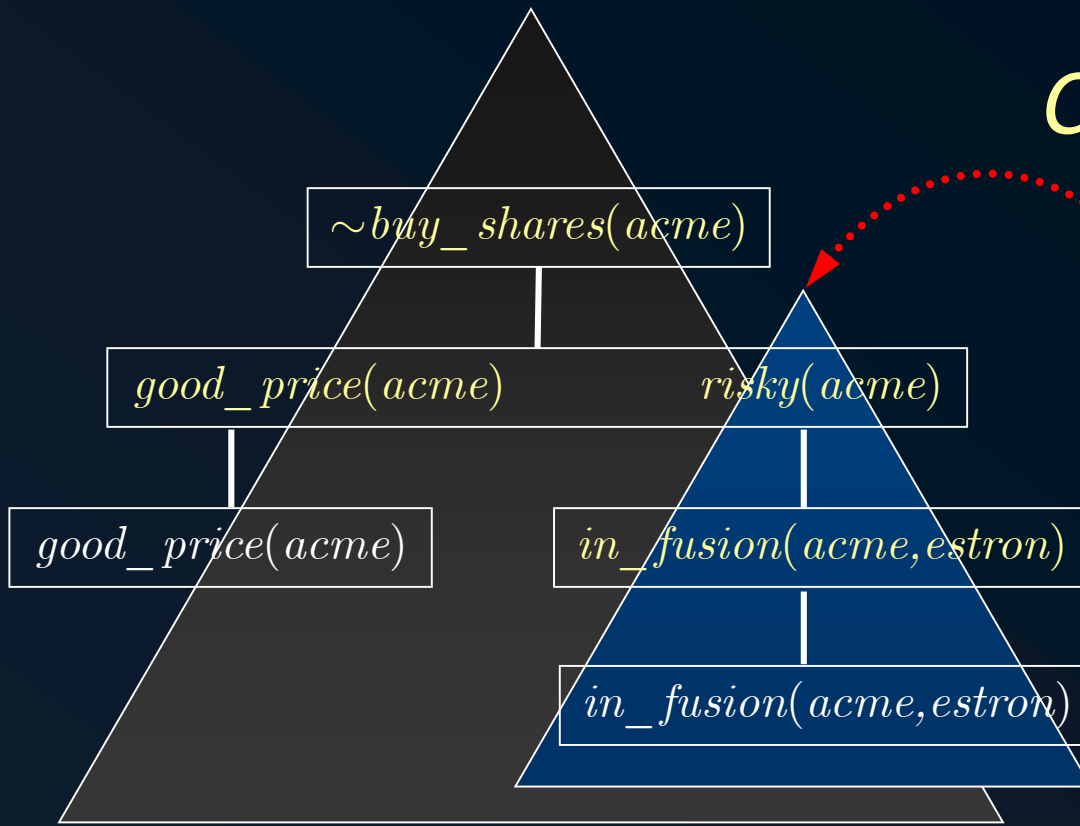 ~buy_shares(acme)
good_price(acme) risky(acme)
good_price(acme) in_fusion(acme,estron)
in_fusion(acme,estron)